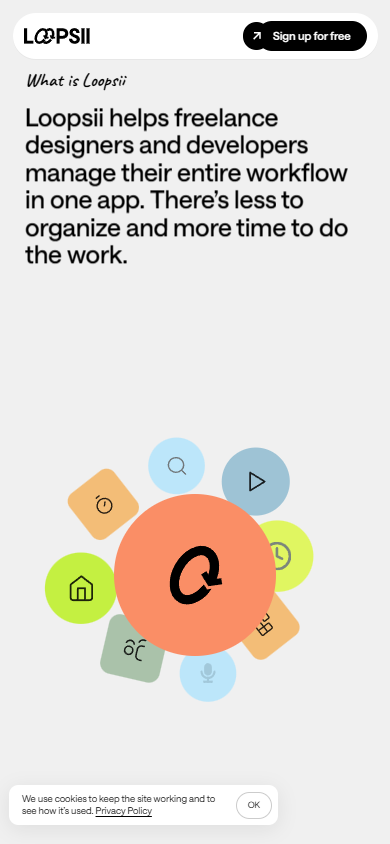 LOOPSII
Sign up for free
What is Loopsii
Loopsii helps freelance
designers and developers
manage their entire workflow
in one app. There’s less to
organize and more time to do
the work.
We use cookies to keep the site working and to
see how it's used. Privacy Policy
OK